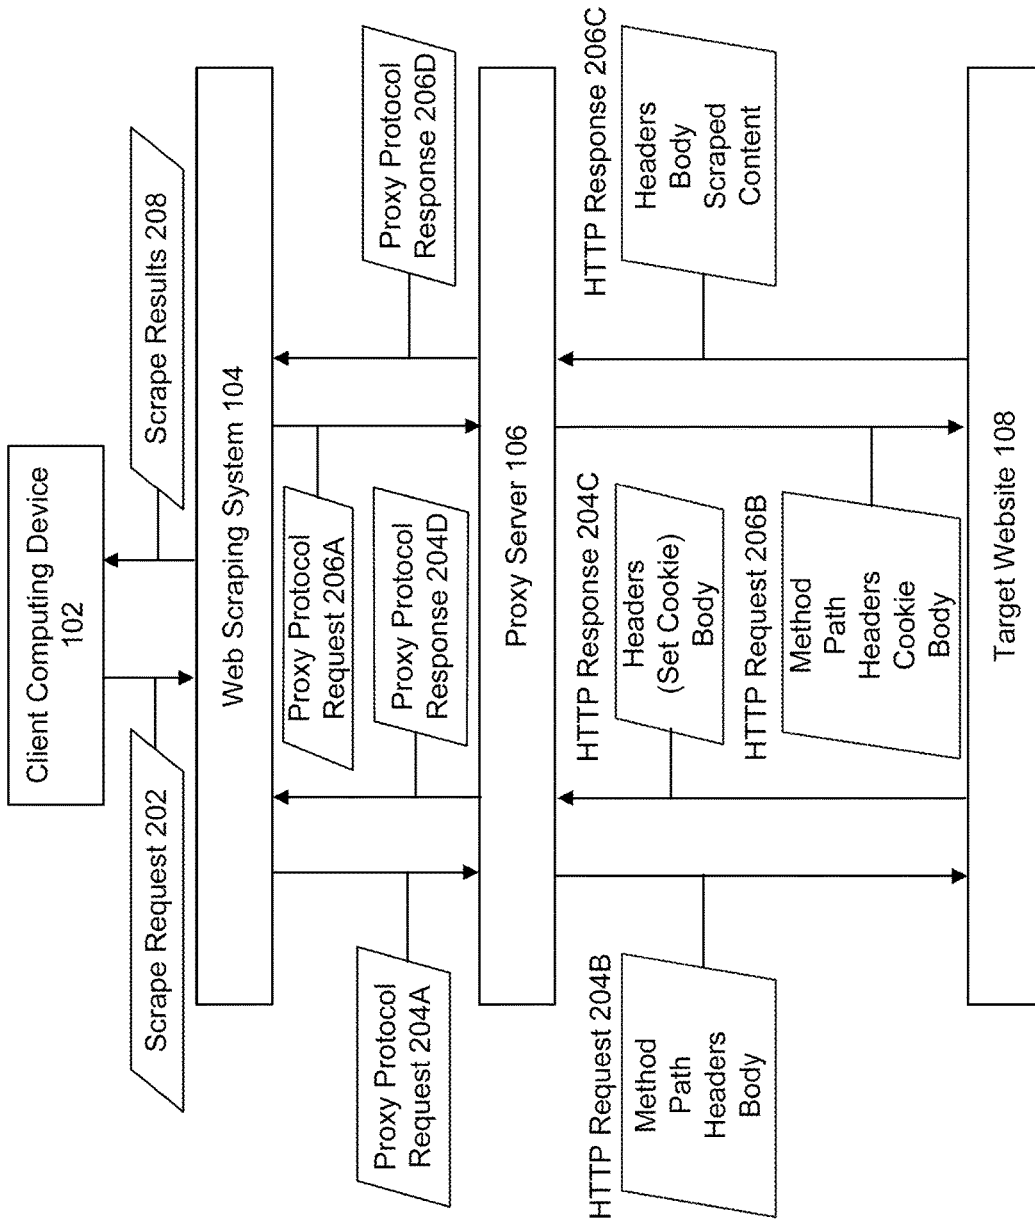 Client Computing Device
102
Scrape Request 202
Scrape Results 208
Web Scraping System 104
Proxy Protocol
Request 204A
Proxy Protocol
Request 206A
Proxy Protocol
Response 204D
Proxy Protocol
Response 206D
Proxy Server 106
HTTP Request 204B
Method
Path
Headers
Body
HTTP Response 204C
Headers
(Set Cookie)
Body
HTTP Request 206B
Method
Path
Headers
Cookie
Body
HTTP Response 206C
Headers
Body
Scraped
Content
Target Website 108